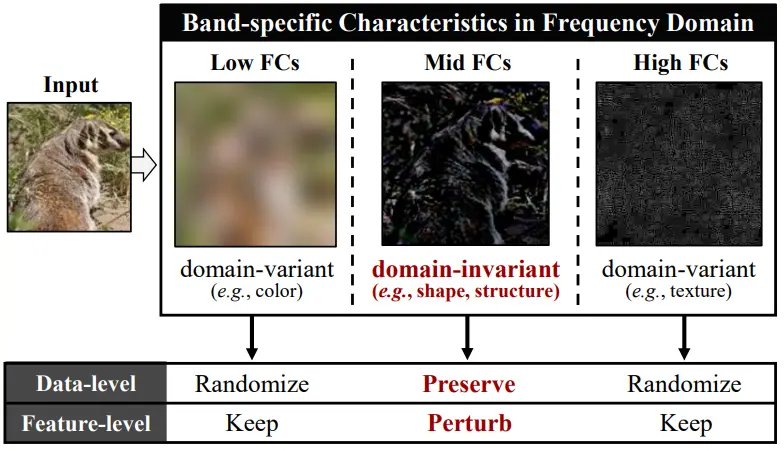 Band-specific Characteristics in Frequency Domain
Input
Low FCs
Mid FCs
High FCs
domain-variant
(e.g., color)
domain-invariant
(e.g., shape, structure)
domain-variant
(e.g., texture)
Data-level Randomize Preserve Randomize
Feature-level Keep Perturb Keep